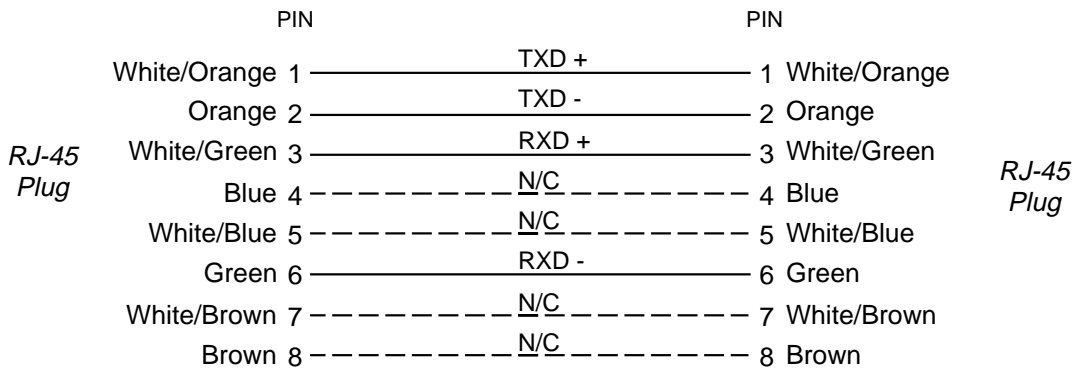 PIN PIN
White/Orange 1 TXD + 1 White/Orange
Orange 2 TXD - 2 Orange
White/Green 3 RXD + 3 White/Green
Blue 4 N/C 4 Blue
White/Blue 5 N/C 5 White/Blue
Green 6 RXD - 6 Green
White/Brown 7 N/C 7 White/Brown
Brown 8 N/C 8 Brown
RJ-45
Plug
RJ-45
Plug